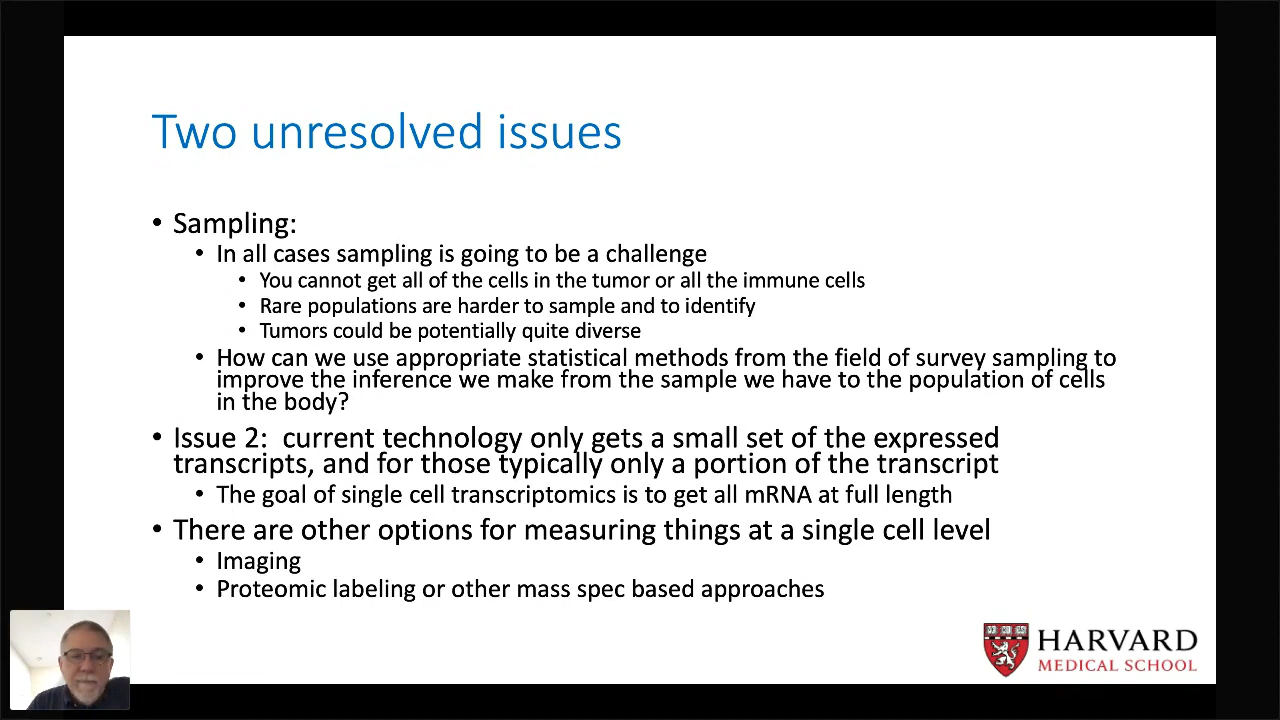 Two unresolved issues
• Sampling:
• In all cases sampling is going to be a challenge
• You cannot get all of the cells in the tumor or all the immune cells
• Rare populations are harder to sample and to identify
• Tumors could be potentially quite diverse
• How can we use appropriate statistical methods from the field of survey sampling to
improve the inference we make from the sample we have to the population of cells
in the body?
• Issue 2: current technology only gets a small set of the expressed
transcripts, and for those typically only a portion of the transcript
• The goal of single cell transcriptomics is to get all mRNA at full length
• There are other options for measuring things at a single cell level
• Imaging
• Proteomic labeling or other mass spec based approaches
HARVARD
MEDICAL SCHOOL